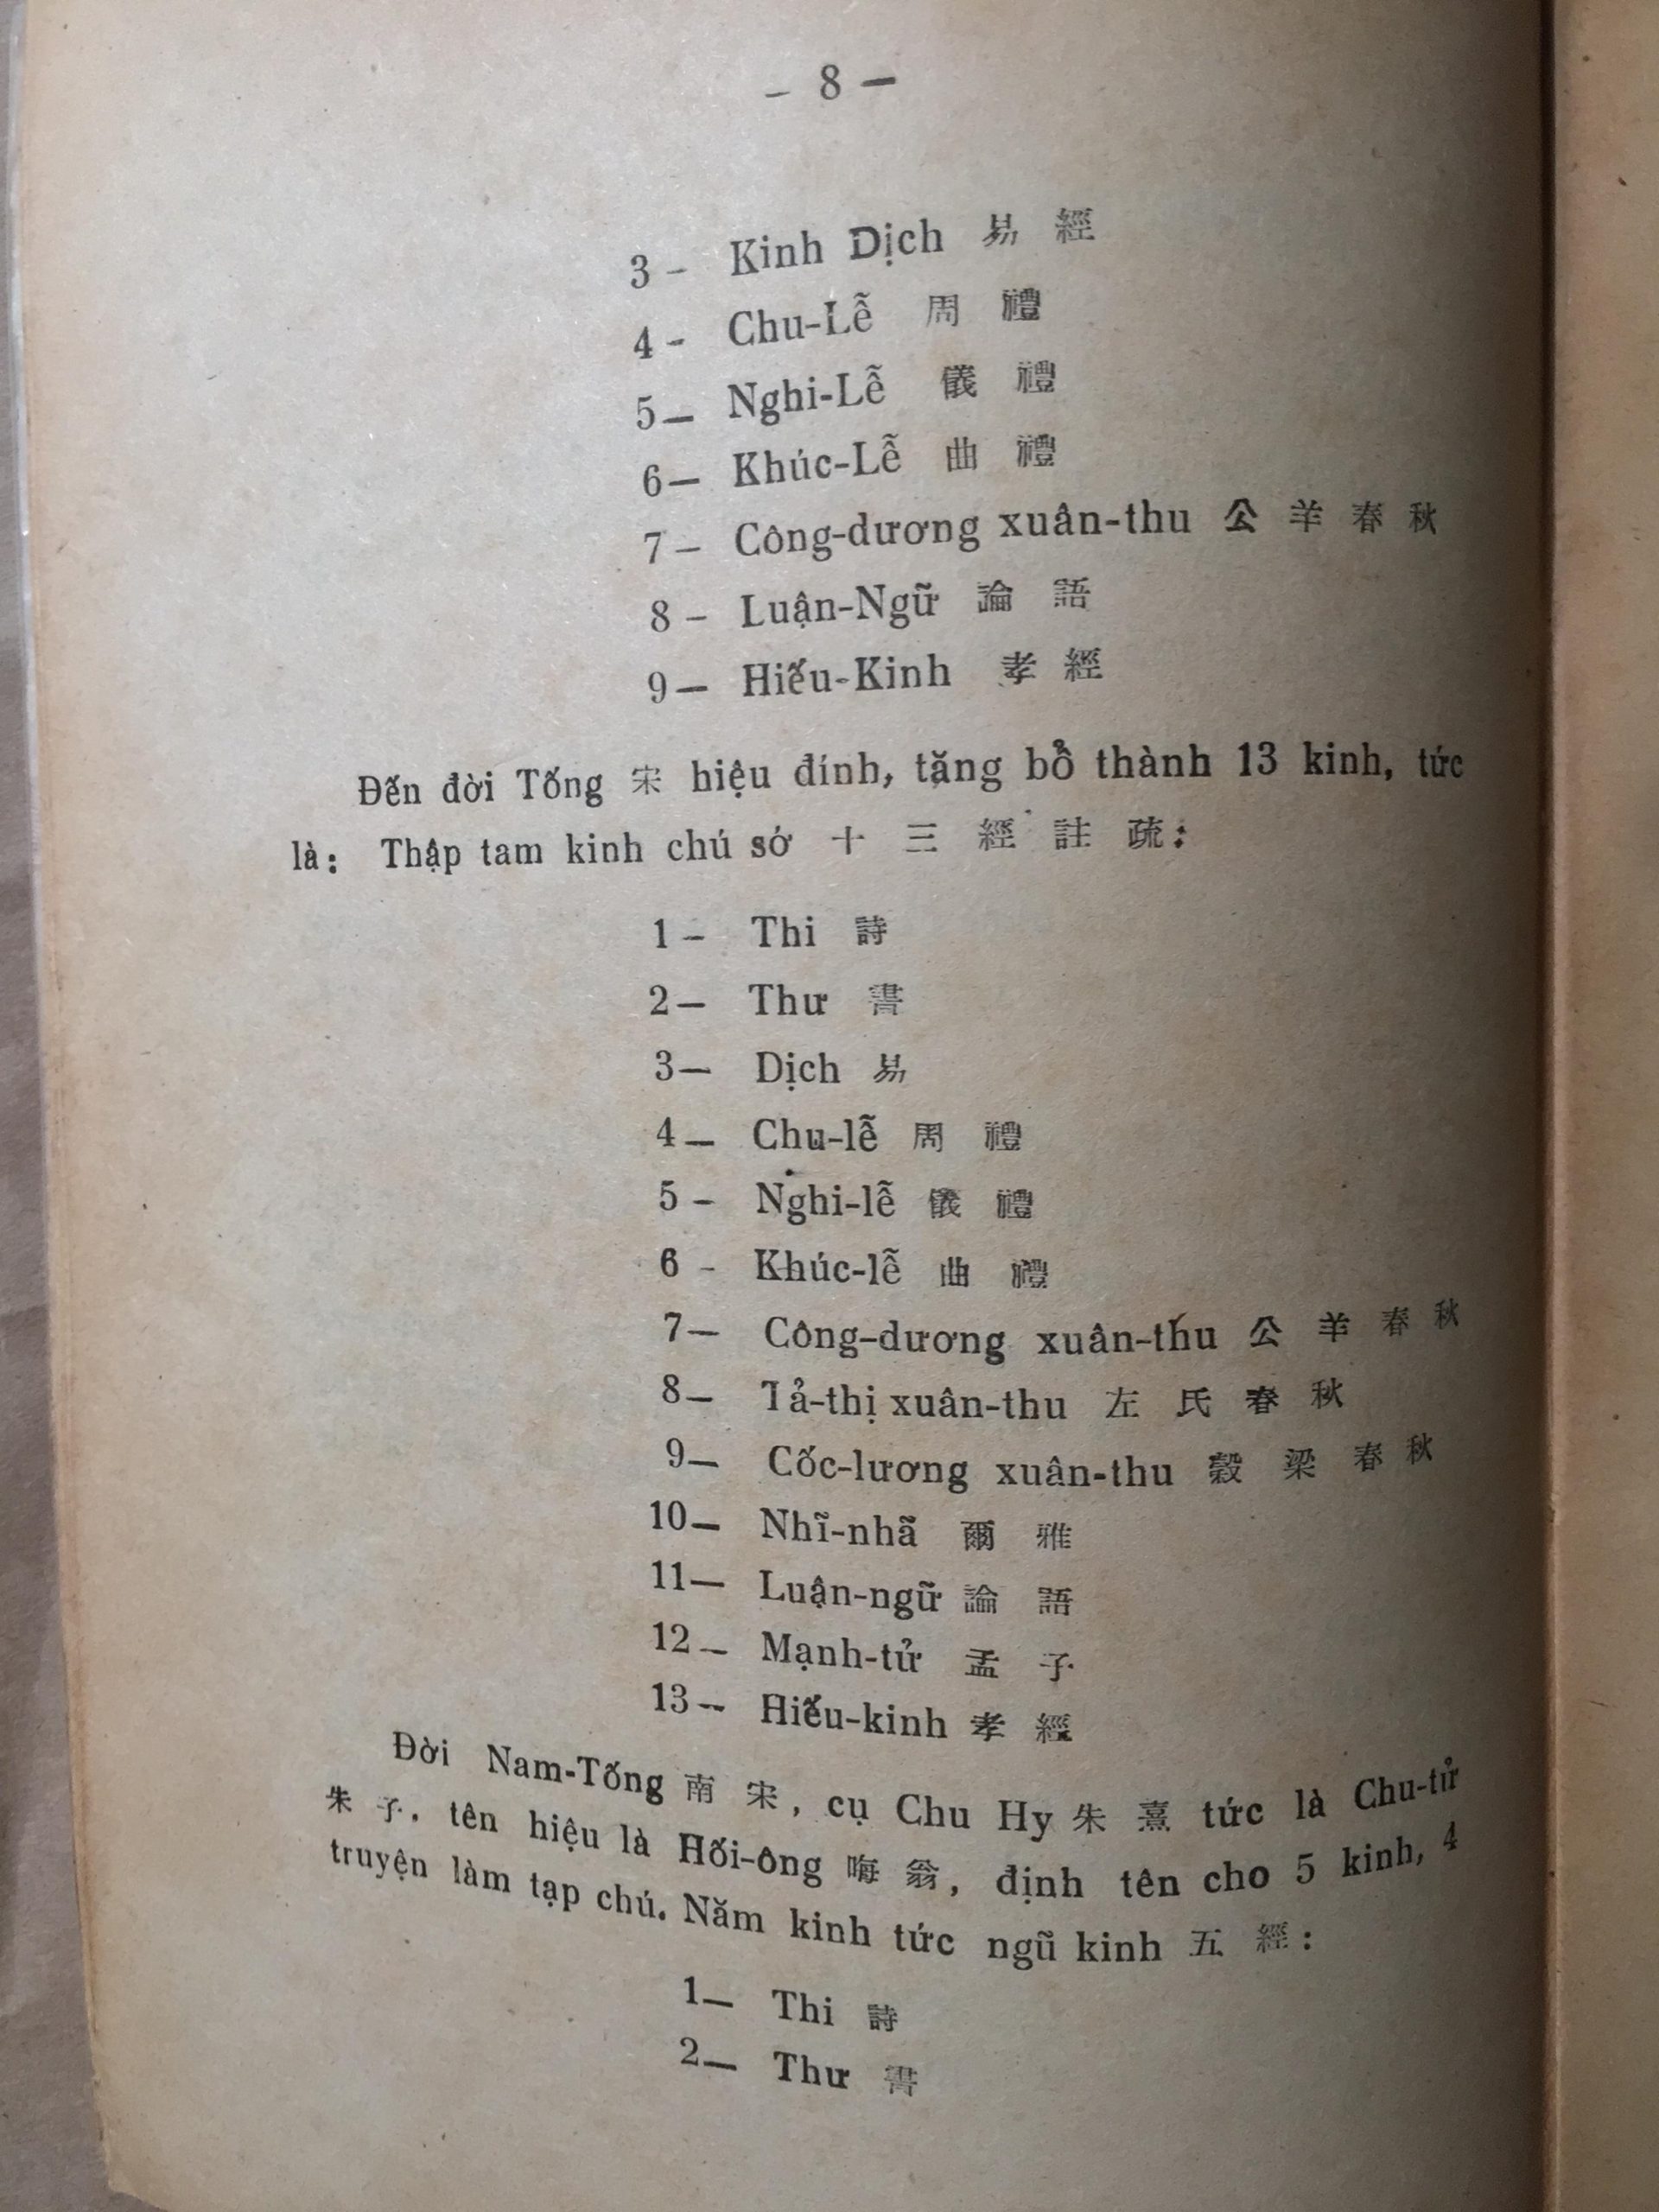 – 8 –
3 – Kinh Dịch 易 經
4 – Chu-Lễ 周 禮
5 – Nghi-Lễ 儀 禮
6 – Khúc-Lễ 曲 禮
7 – Công-dương xuân-thu 公 羊 春 秋
8 – Luận-Ngữ 論 語
9 – Hiếu-Kinh 孝 經
Đến đời Tống 宋 hiệu đính, tặng bổ thành 13 kinh, tức
là: Thập tam kinh chú sớ 十 三 經 註 疏:
1 – Thi 詩
2 – Thư 書
3 – Dịch 易
4 – Chu-lễ 周 禮
5 – Nghi-lễ 儀 禮
6 – Khúc-lễ 曲 禮
7 – Công-dương xuân-thu 公 羊 春 秋
8 – Tả-thị xuân-thu 左 氏 春 秋
9 – Cốc-lương xuân-thu 穀 梁 春 秋
10 – Nhĩ-nhã 爾 雅
11 – Luận-ngữ 論 語
12 – Mạnh-tử 孟 子
13 – Hiếu-kinh 孝 經
Đời Nam-Tống 南 宋, cụ Chu Hy 朱 熹 tức là Chu-tử
朱 子, tên hiệu là Hối-ông 晦 翁, định tên cho 5 kinh, 4
truyện làm tạp chú. Năm kinh tức ngũ kinh 五 經:
1 – Thi 詩
2 – Thư 書